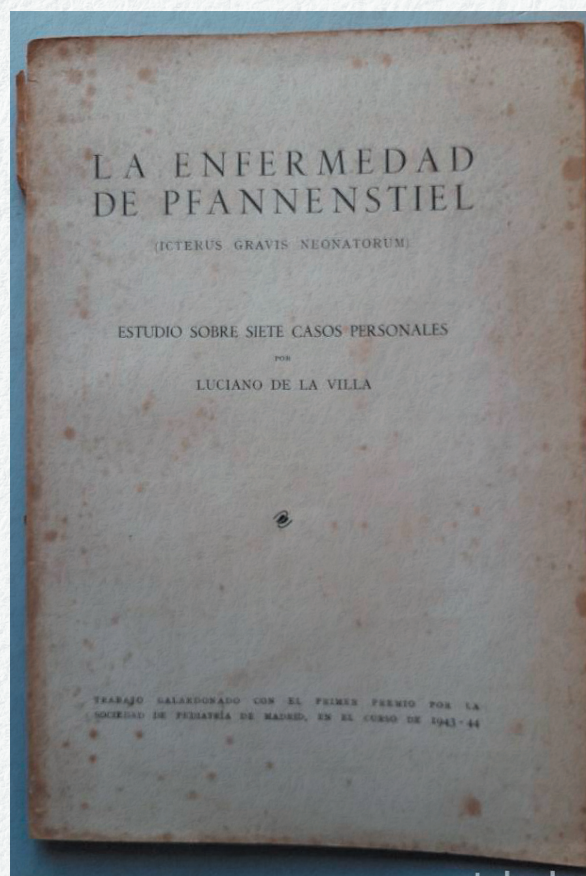 LA ENFERMEDAD
DE PFANNENSTIEL
(ICTERUS GRAVIS NEONATORUM)
ESTUDIO SOBRE SIETE CASOS PERSONALES
POR
LUCIANO DE LA VILLA
TRABAJO GALARDONADO CON EL PRIMER PREMIO POR LA
SOCIEDAD DE PEDIATRÍA DE MADRID, EN EL CURSO DE 1943-44